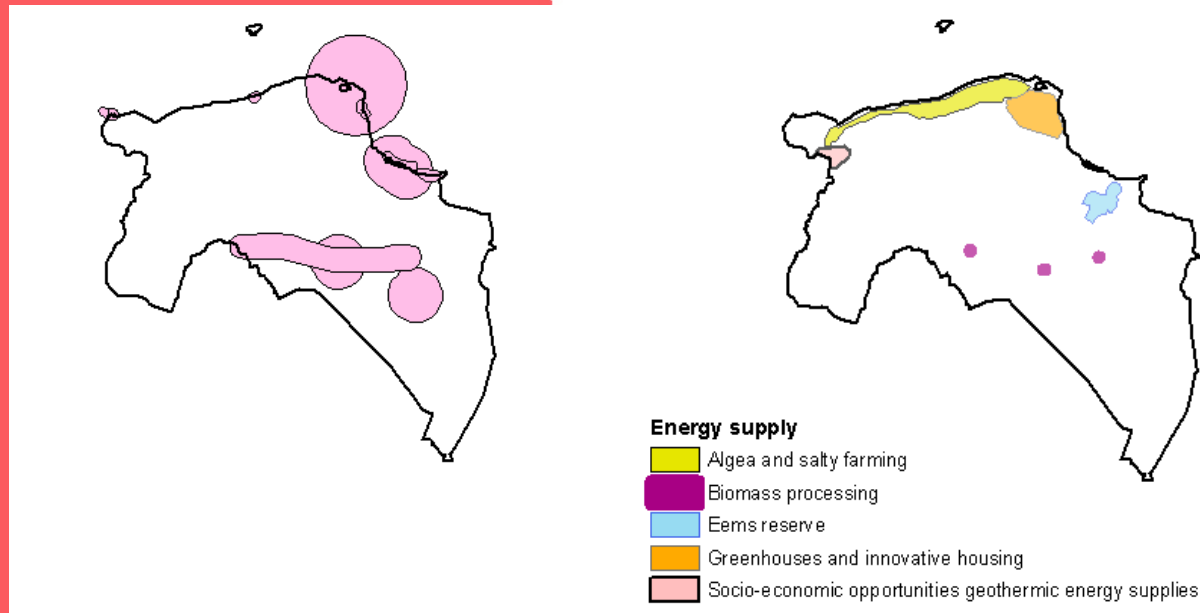 Energy supply
Algea and salty farming
Biomass processing
Eems reserve
Greenhouses and innovative housing
Socio-economic opportunities geothermic energy supplies